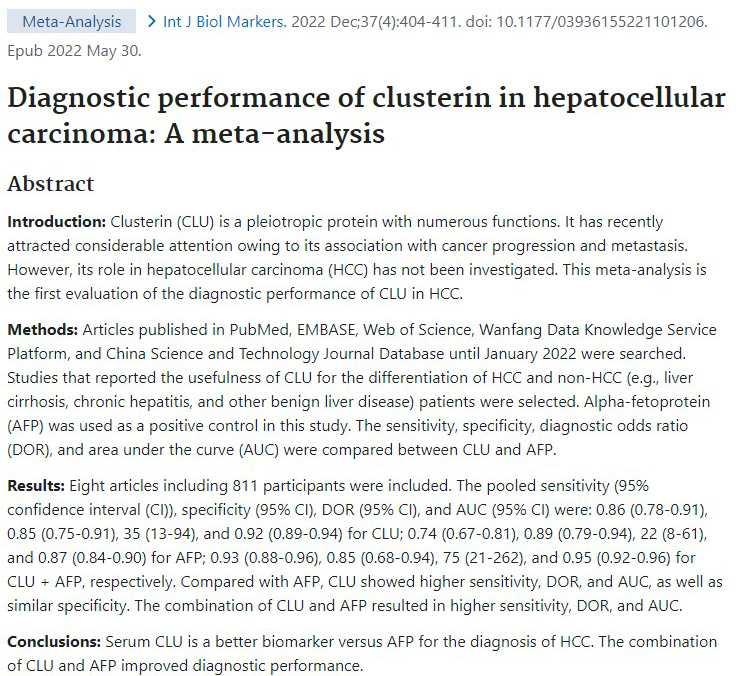 Meta-Analysis > Int J Biol Markers. 2022 Dec;37(4):404-411. doi: 10.1177/03936155221101206.
Epub 2022 May 30.
Diagnostic performance of clusterin in hepatocellular
carcinoma: A meta-analysis
Abstract
Introduction: Clusterin (CLU) is a pleiotropic protein with numerous functions. It has recently
attracted considerable attention owing to its association with cancer progression and metastasis.
However, its role in hepatocellular carcinoma (HCC) has not been investigated. This meta-analysis is
the first evaluation of the diagnostic performance of CLU in HCC.
Methods: Articles published in PubMed, EMBASE, Web of Science, Wanfang Data Knowledge Service
Platform, and China Science and Technology Journal Database until January 2022 were searched.
Studies that reported the usefulness of CLU for the differentiation of HCC and non-HCC (e.g., liver
cirrhosis, chronic hepatitis, and other benign liver disease) patients were selected. Alpha-fetoprotein
(AFP) was used as a positive control in this study. The sensitivity, specificity, diagnostic odds ratio
(DOR), and area under the curve (AUC) were compared between CLU and AFP.
Results: Eight articles including 811 participants were included. The pooled sensitivity (95%
confidence interval (CI)), specificity (95% CI), DOR (95% CI), and AUC (95% CI) were: 0.86 (0.78-0.91),
0.85 (0.75-0.91), 35 (13-94), and 0.92 (0.89-0.94) for CLU; 0.74 (0.67-0.81), 0.89 (0.79-0.94), 22 (8-61),
and 0.87 (0.84-0.90) for AFP; 0.93 (0.88-0.96), 0.85 (0.68-0.94), 75 (21-262), and 0.95 (0.92-0.96) for
CLU + AFP, respectively. Compared with AFP, CLU showed higher sensitivity, DOR, and AUC, as well as
similar specificity. The combination of CLU and AFP resulted in higher sensitivity, DOR, and AUC.
Conclusions: Serum CLU is a better biomarker versus AFP for the diagnosis of HCC. The combination
of CLU and AFP improved diagnostic performance.